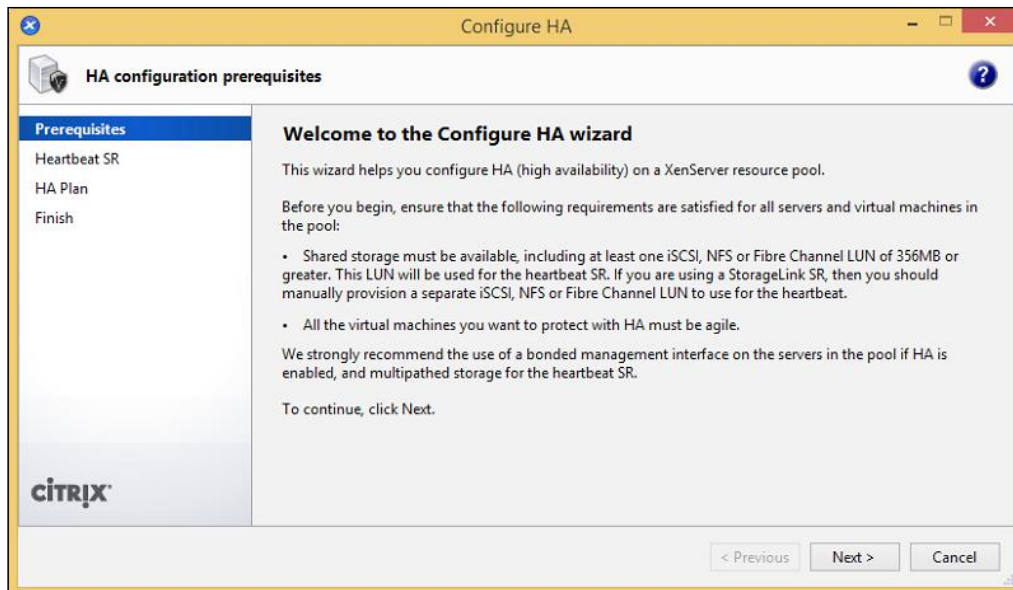 Configure HA
HA configuration prerequisites
?
Prerequisites
Heartbeat SR
HA Plan
Finish
Welcome to the Configure HA wizard
This wizard helps you configure HA (high availability) on a XenServer resource pool.
Before you begin, ensure that the following requirements are satisfied for all servers and virtual machines in
the pool:
• Shared storage must be available, including at least one iSCSI, NFS or Fibre Channel LUN of 356MB or
greater. This LUN will be used for the heartbeat SR. If you are using a StorageLink SR, then you should
manually provision a separate iSCSI, NFS or Fibre Channel LUN to use for the heartbeat.
• All the virtual machines you want to protect with HA must be agile.
We strongly recommend the use of a bonded management interface on the servers in the pool if HA is
enabled, and multipathed storage for the heartbeat SR.
To continue, click Next.
CITRIX
< Previous
Next >
Cancel